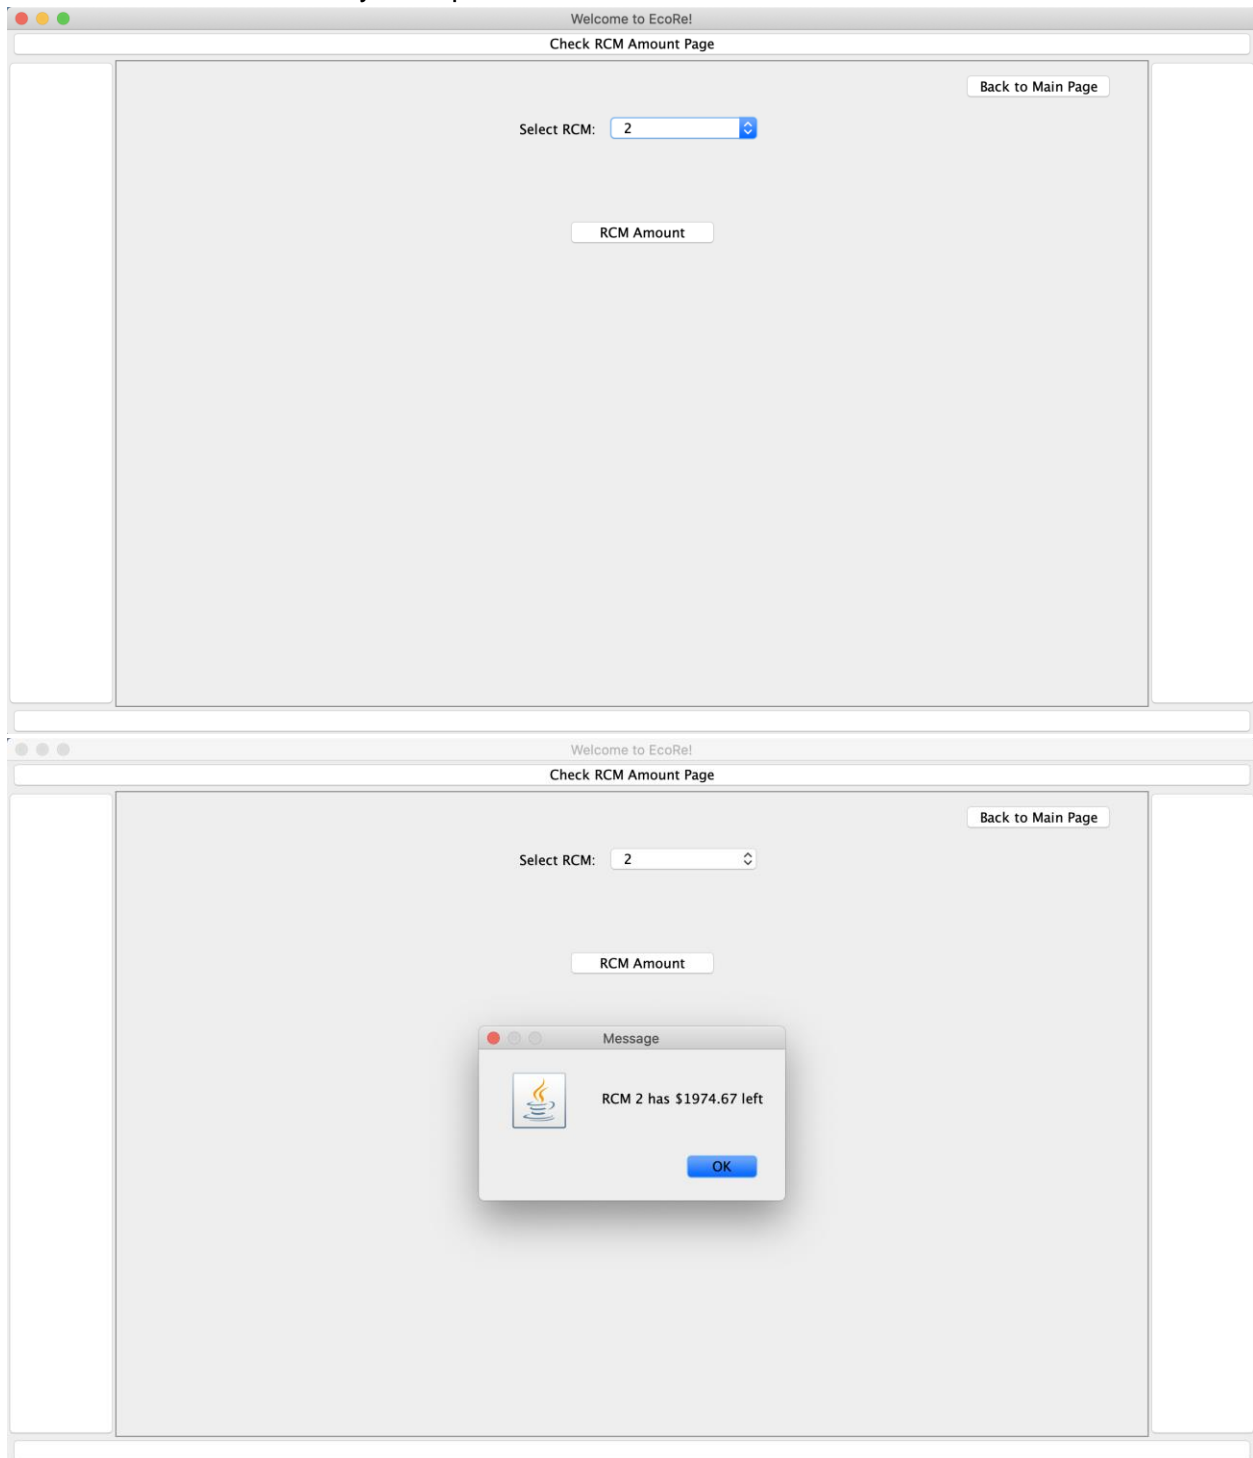 Welcome to EcoRe!
Check RCM Amount Page
Back to Main Page
Select RCM: 2
RCM Amount
Welcome to EcoRe!
Check RCM Amount Page
Back to Main Page
Select RCM: 2
RCM Amount
Message
RCM 2 has $1974.67 left
OK